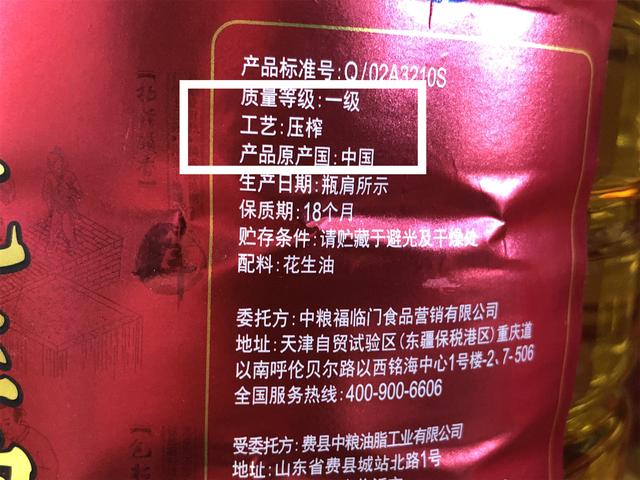 产品标准号:Q/02A3210S
质量等级:一级
工艺:压榨
产品原产国:中国
生产日期:瓶肩所示
保质期:18个月
贮存条件:请贮藏于避光及干燥处
配料:花生油
委托方:中粮福临门食品营销有限公司
地址:天津自贸试验区(东疆保税港区)重庆道
以南呼伦贝尔路以西铭海中心1号楼-2、7-506
全国服务热线:400-900-6606
受委托方:费县中粮油脂工业有限公司
地址:山东省费县城站北路1号